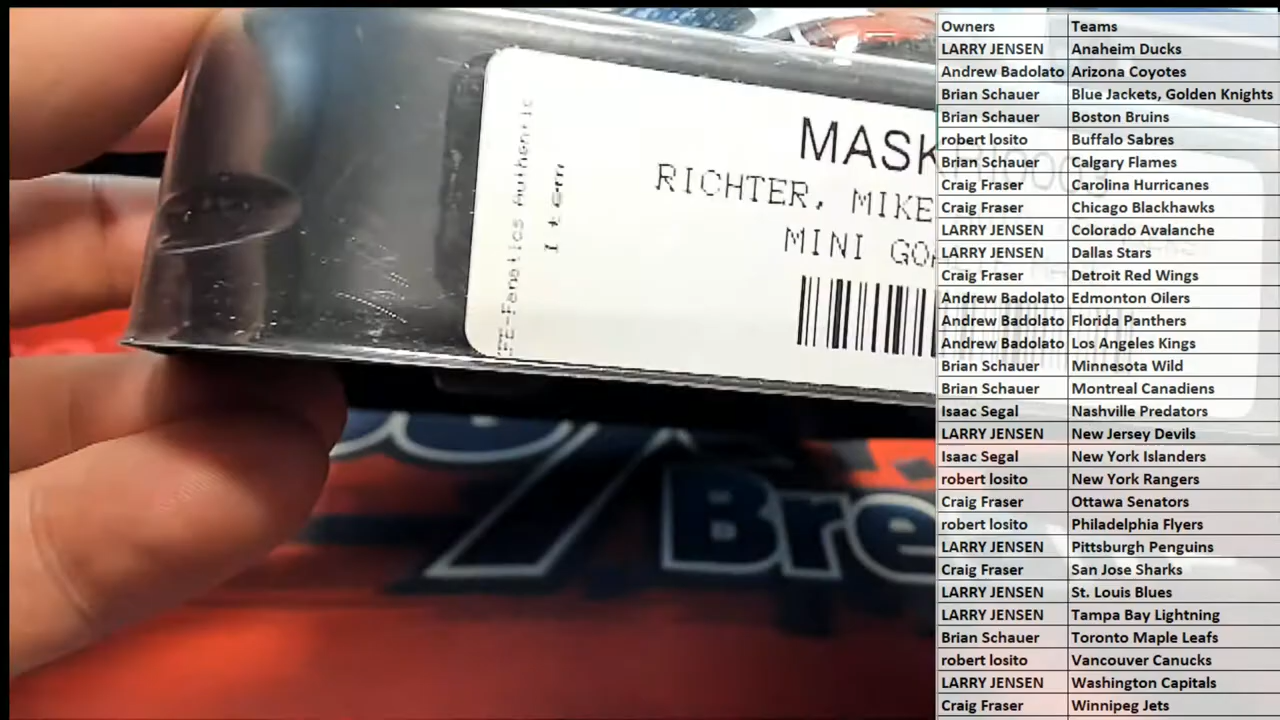 FE-Fanatics Authentic
Item
MASK
RICHTER, MIKE
MINI GO
Bre
Owners Teams
LARRY JENSEN Anaheim Ducks
Andrew Badolato Arizona Coyotes
Brian Schauer Blue Jackets, Golden Knights
Brian Schauer Boston Bruins
robert losito Buffalo Sabres
Brian Schauer Calgary Flames
Craig Fraser Carolina Hurricanes
Craig Fraser Chicago Blackhawks
LARRY JENSEN Colorado Avalanche
LARRY JENSEN Dallas Stars
Craig Fraser Detroit Red Wings
Andrew Badolato Edmonton Oilers
Andrew Badolato Florida Panthers
Andrew Badolato Los Angeles Kings
Brian Schauer Minnesota Wild
Brian Schauer Montreal Canadiens
Isaac Segal Nashville Predators
LARRY JENSEN New Jersey Devils
Isaac Segal New York Islanders
robert losito New York Rangers
Craig Fraser Ottawa Senators
robert losito Philadelphia Flyers
LARRY JENSEN Pittsburgh Penguins
Craig Fraser San Jose Sharks
LARRY JENSEN St. Louis Blues
LARRY JENSEN Tampa Bay Lightning
Brian Schauer Toronto Maple Leafs
robert losito Vancouver Canucks
LARRY JENSEN Washington Capitals
Craig Fraser Winnipeg Jets